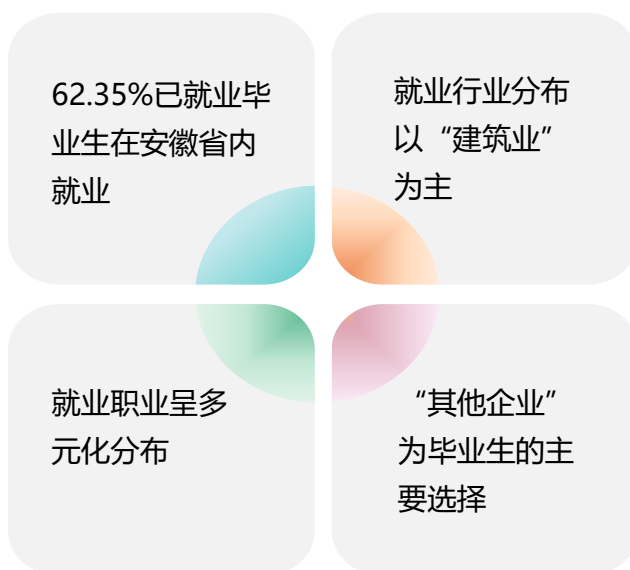 62.35%已就业毕
业生在安徽省内
就业
就业行业分布
以“建筑业”
为主
就业职业呈多
元化分布
“其他企业”
为毕业生的主
要选择